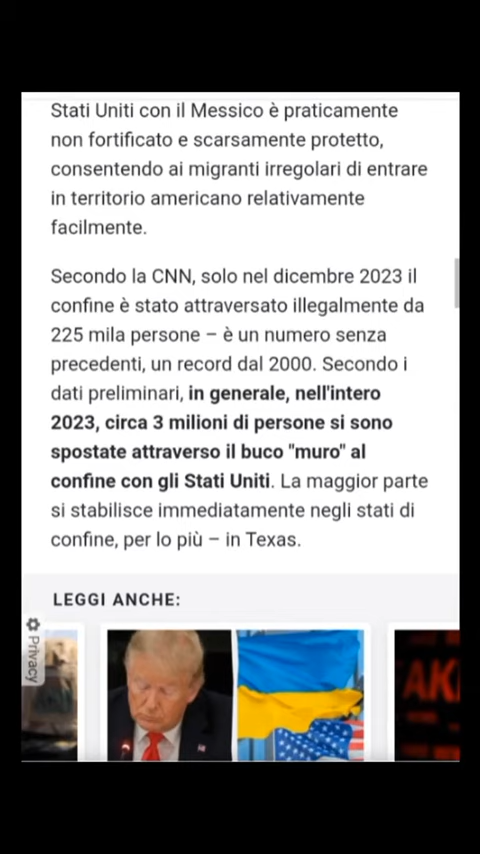 Stati Uniti con il Messico è praticamente
non fortificato e scarsamente protetto,
consentendo ai migranti irregolari di entrare
in territorio americano relativamente
facilmente.
Secondo la CNN, solo nel dicembre 2023 il
confine è stato attraversato illegalmente da
225 mila persone – è un numero senza
precedenti, un record dal 2000. Secondo i
dati preliminari, in generale, nell'intero
2023, circa 3 milioni di persone si sono
spostate attraverso il buco "muro" al
confine con gli Stati Uniti. La maggior parte
si stabilisce immediatamente negli stati di
confine, per lo più – in Texas.
LEGGI ANCHE:
Privacy
AK